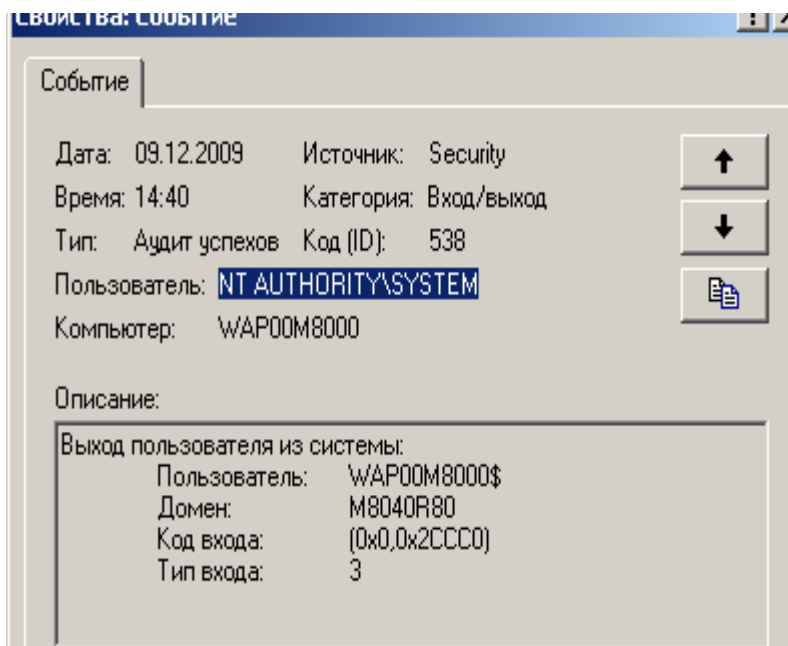 Свойства: Событие
Событие
Дата: 09.12.2009 Источник: Security
Время: 14:40 Категория: Вход/выход
Тип: Аудит успехов Код (ID): 538
Пользователь: NT AUTHORITY\SYSTEM
Компьютер: WAP00M8000
Описание:
Выход пользователя из системы:
Пользователь: WAP00M8000$
Домен: M8040R80
Код входа: (0x0,0x2CCC0)
Тип входа: 3